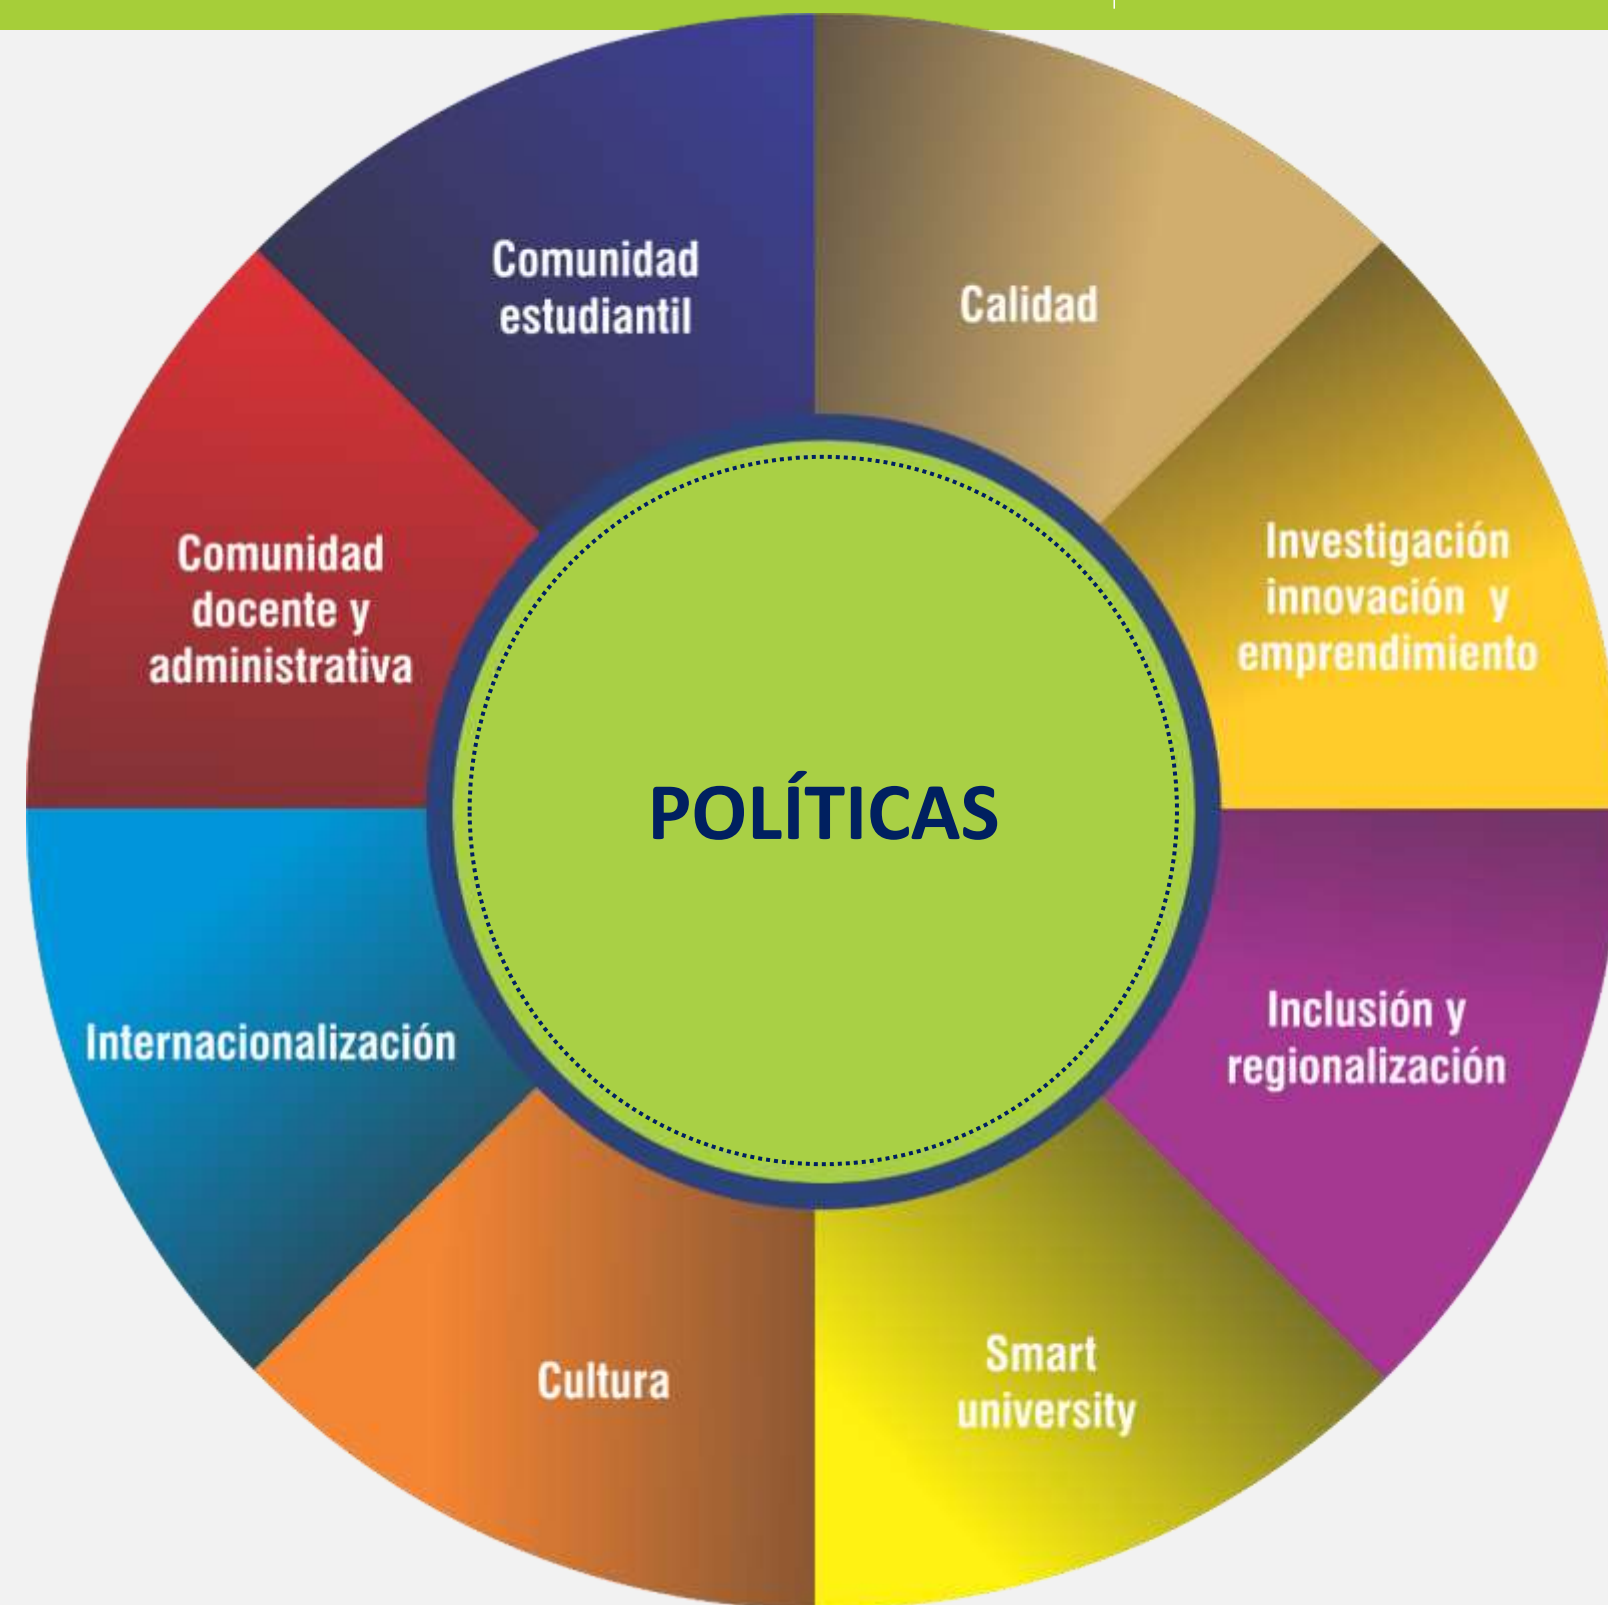 Comunidad
estudiantil
Calidad
Investigación
innovación y
emprendimiento
Inclusión y
regionalización
Smart
university
Cultura
Internacionalización
Comunidad
docente y
administrativa
POLÍTICAS